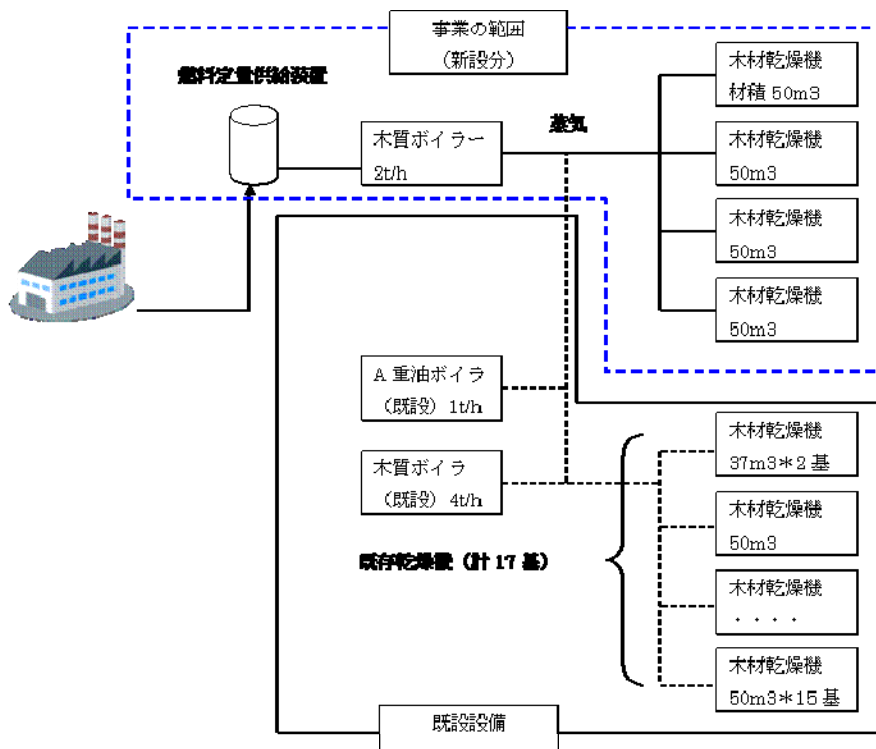 事業の範囲
(新設分)
燃料定量供給装置
木質ボイラー
2t/h
蒸気
木材乾燥機
材積 50m3
木材乾燥機
50m3
木材乾燥機
50m3
木材乾燥機
50m3
A 重油ボイラ
(既設) 1t/h
木質ボイラ
(既設) 4t/h
既存乾燥機 (計 17 基)
木材乾燥機
37m3*2 基
木材乾燥機
50m3
木材乾燥機
・・・・
木材乾燥機
50m3*15 基
既設設備